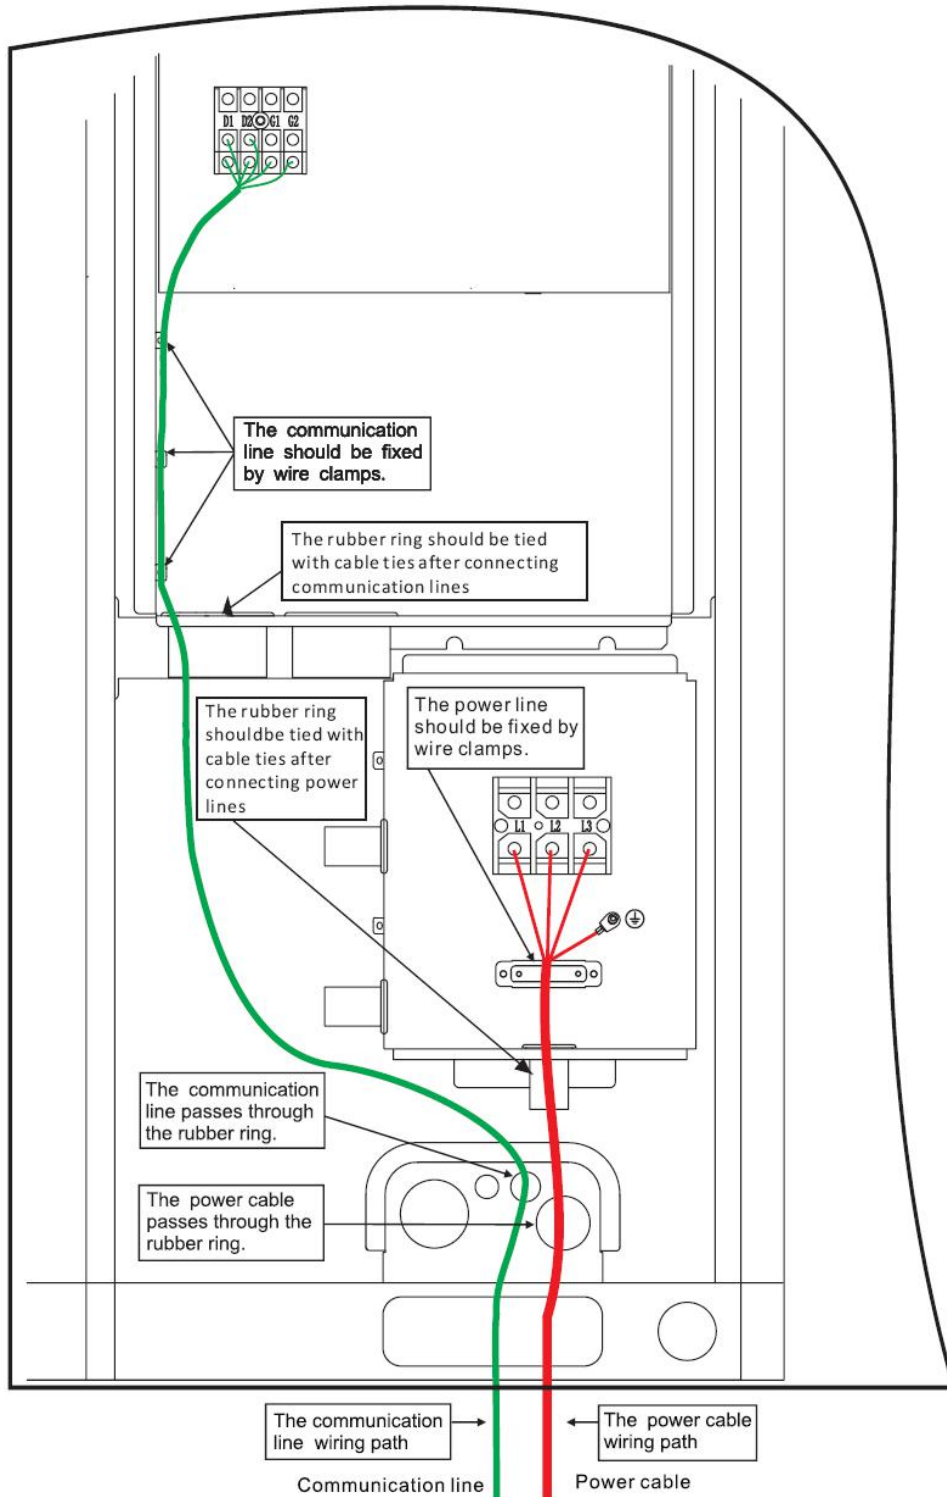 D1 D2 G1 G2
The communication
line should be fixed
by wire clamps.
The rubber ring should be tied
with cable ties after connecting
communication lines
The rubber ring
shouldbe tied with
cable ties after
connecting power
lines
The power line
should be fixed by
wire clamps.
L1 L2 L3
The communication
line passes through
the rubber ring.
The power cable
passes through the
rubber ring.
The communication
line wiring path
The power cable
wiring path
Communication line
Power cable